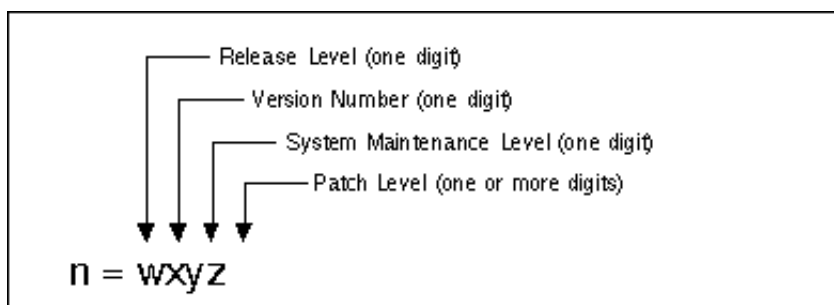 Release Level (one digit)
Version Number (one digit)
System Maintenance Level (one digit)
Patch Level (one or more digits)
n = wxyz